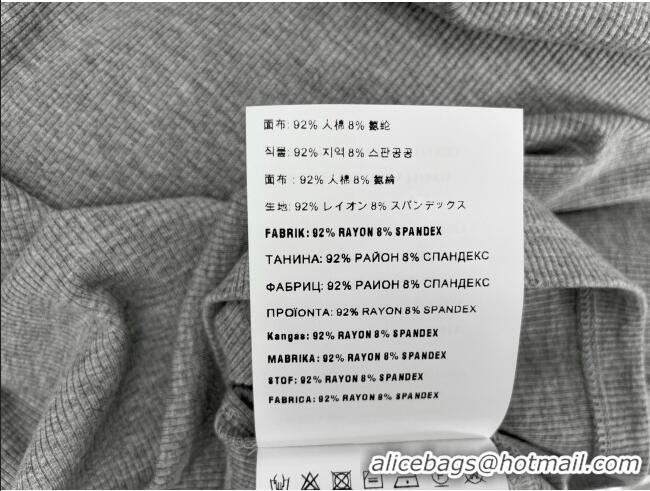 面布: 92% 人棉 8% 氨纶
직물: 92% 지역 8% 스판공공
面布 : 92% 人棉 8% 氨綸
生地: 92% レイオン 8% スパンデックス
FABRIK: 92% RAYON 8% SPANDEX
ТАНИНА: 92% РАЙОН 8% СПАНДЕКС
ФАБРИЦ: 92% РАЙОН 8% СПАНДЕКС
ΠΡΟΪΟΝΤΑ: 92% RAYON 8% SPANDEX
Kangas: 92% RAYON 8% SPANDEX
MABRIKA: 92% RAYON 8% SPANDEX
STOF: 92% RAYON 8% SPANDEX
FABRICA: 92% RAYON 8% SPANDEX
alicebags@hotmail.com